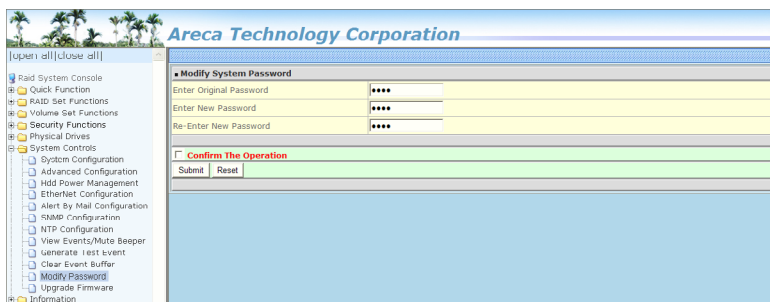 Areca Technology Corporation
|open all|close all|
Raid System Console
Quick Function
RAID Set Functions
Volume Set Functions
Security Functions
Physical Drives
System Controls
System Configuration
Advanced Configuration
Hdd Power Management
EtherNet Configuration
Alert By Mail Configuration
SNMP Configuration
NTP Configuration
View Events/Mute Beeper
Generate Test Event
Clear Event Buffer
Modify Password
Upgrade Firmware
Information
Modify System Password
Enter Original Password ••••
Enter New Password ••••
Re-Enter New Password ••••
Confirm The Operation
Submit Reset